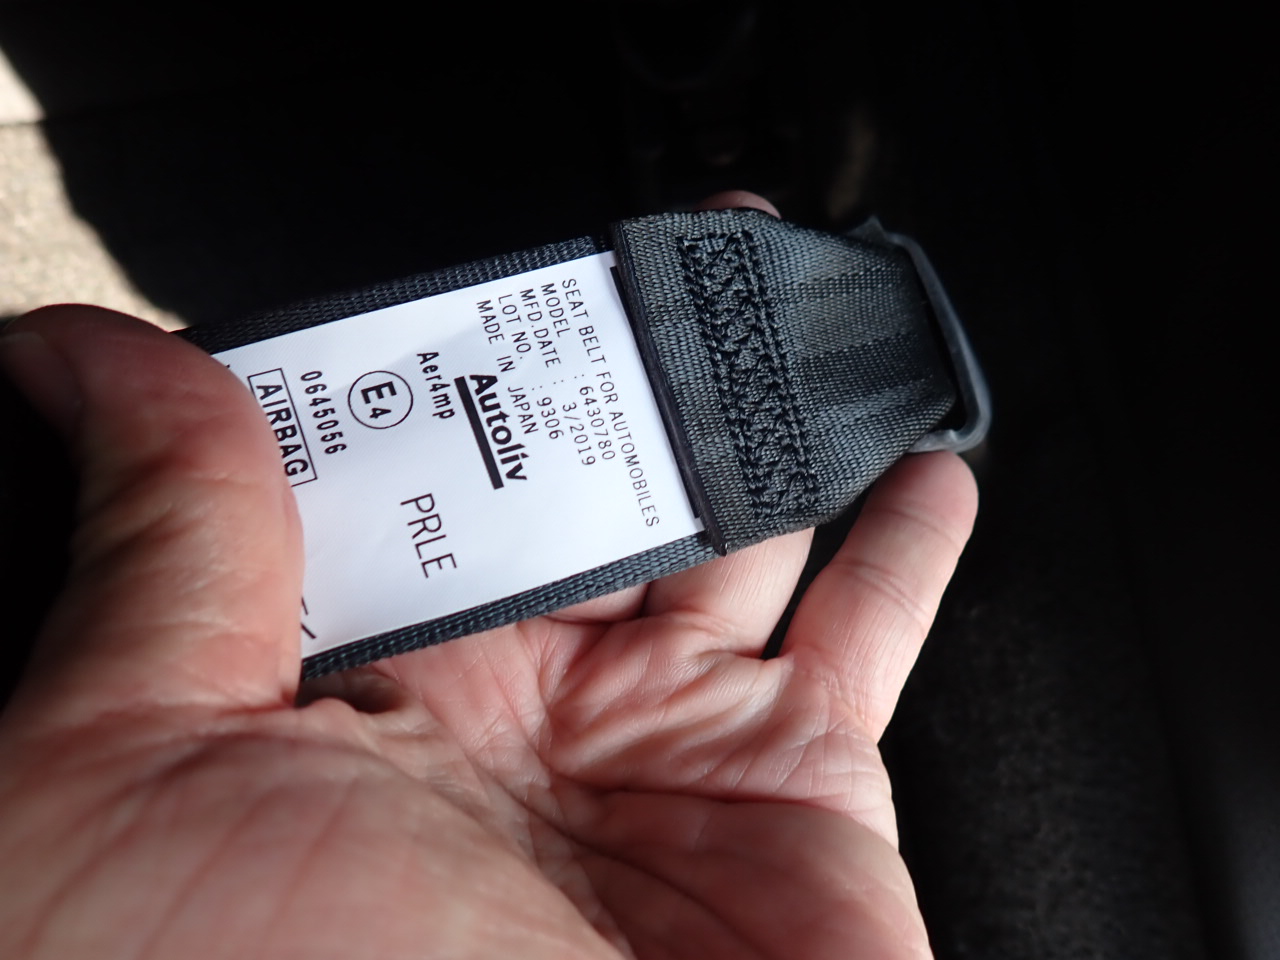 SEAT BELT FOR AUTOMOBILES
MODEL : 6430780
MFD.DATE : 3/2019
LOT NO. : 9306
MADE IN JAPAN
Autoliv
Aer4mp
PRLE
E4
0645056
AIRBAG